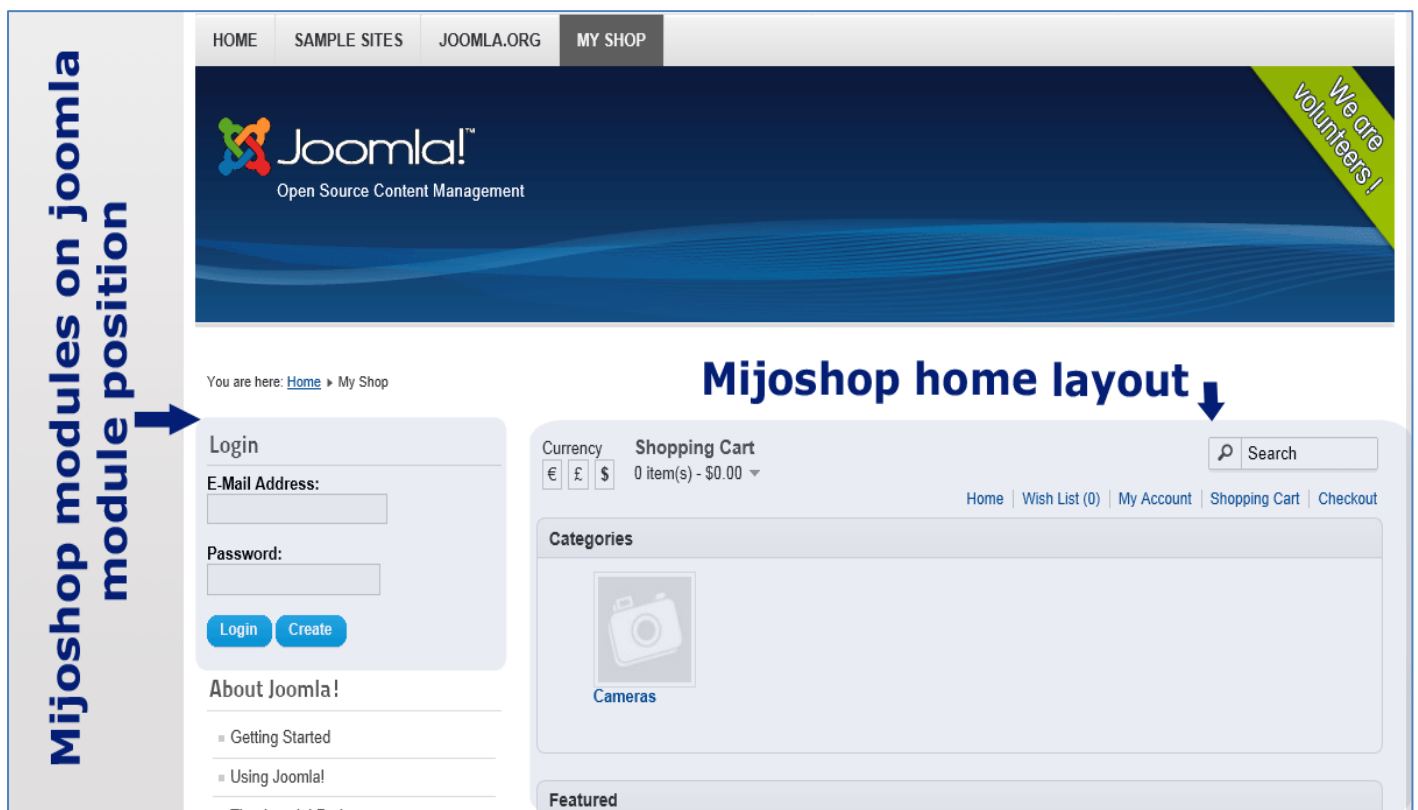 Mijoshop modules on joomla
module position
HOME SAMPLE SITES JOOMLA.ORG MY SHOP
We are
volunteers!
Joomla!™
Open Source Content Management
You are here: Home ▸ My Shop
Mijoshop home layout
Login
E-Mail Address:
Password:
Login Create
About Joomla!
Getting Started
Using Joomla!
Currency Shopping Cart
€ £ $ 0 item(s) - $0.00
Search
Home | Wish List (0) | My Account | Shopping Cart | Checkout
Categories
Cameras
Featured